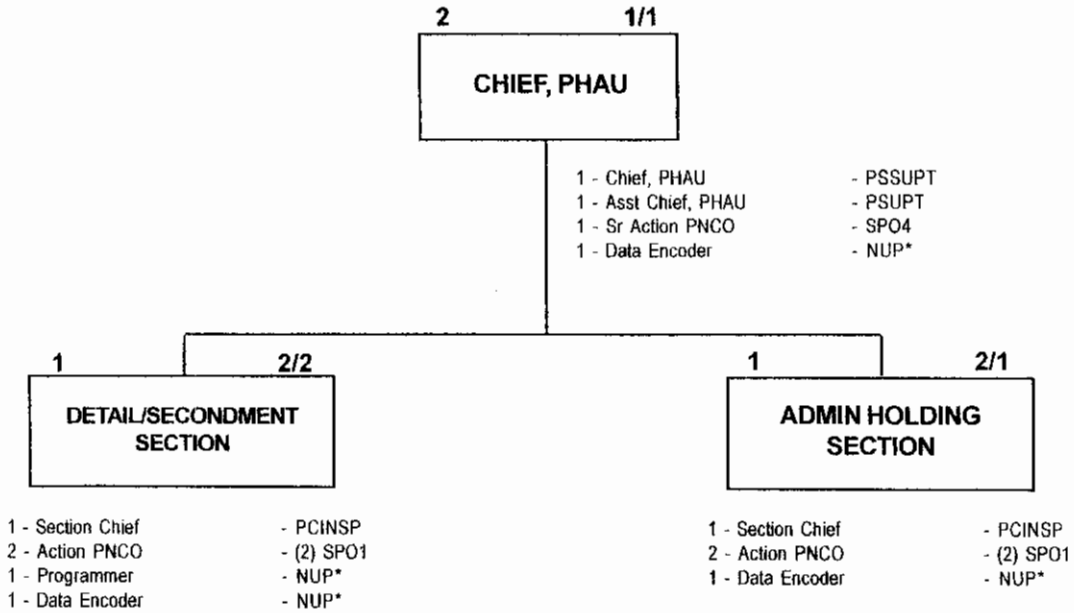 2 1/1
CHIEF, PHAU
1 - Chief, PHAU - PSSUPT
1 - Asst Chief, PHAU - PSUPT
1 - Sr Action PNCO - SPO4
1 - Data Encoder - NUP*
1 2/2
DETAIL/SECONDMENT
SECTION
1 - Section Chief - PCINSP
2 - Action PNCO - (2) SPO1
1 - Programmer - NUP*
1 - Data Encoder - NUP*
1 2/1
ADMIN HOLDING
SECTION
1 - Section Chief - PCINSP
2 - Action PNCO - (2) SPO1
1 - Data Encoder - NUP*